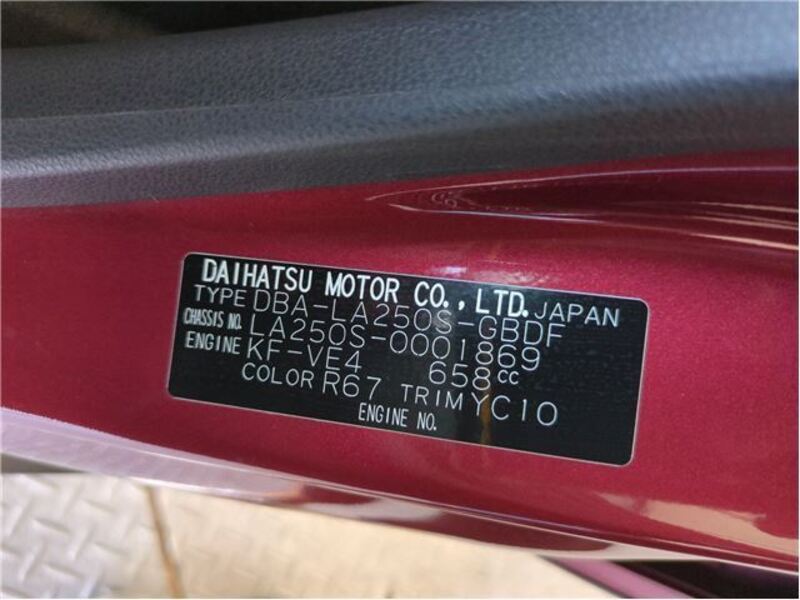 DAIHATSU MOTOR CO., LTD. JAPAN
TYPE DBA-LA250S-GBDF
CHASSIS NO. LA250S-0001869
ENGINE KF-VE4 658cc
COLOR R67 TRIM YC10
ENGINE NO.